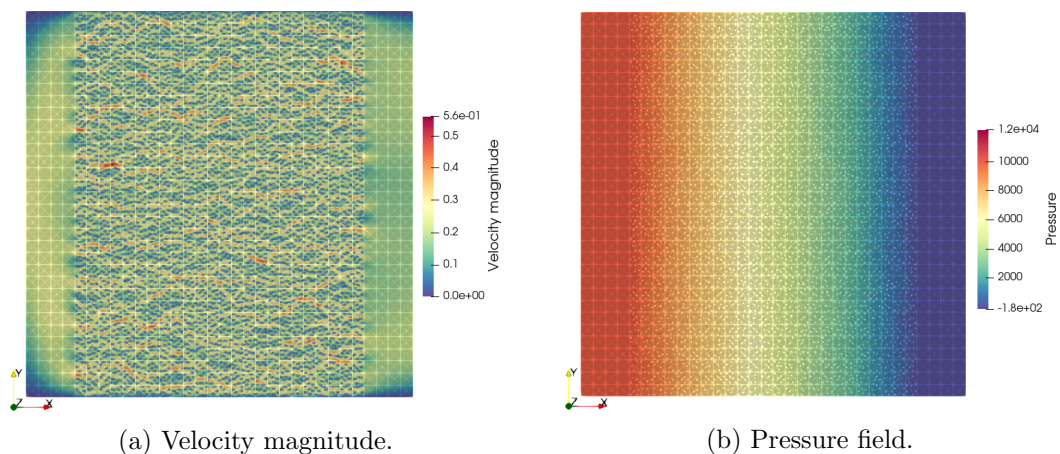 5.6e-01
0.5
0.4
0.3
0.2
0.1
0.0e+00
Velocity magnitude
Y
Z
X
1.2e+04
10000
8000
6000
4000
2000
-1.8e+02
Pressure
Y
Z
X
(a) Velocity magnitude.
(b) Pressure field.